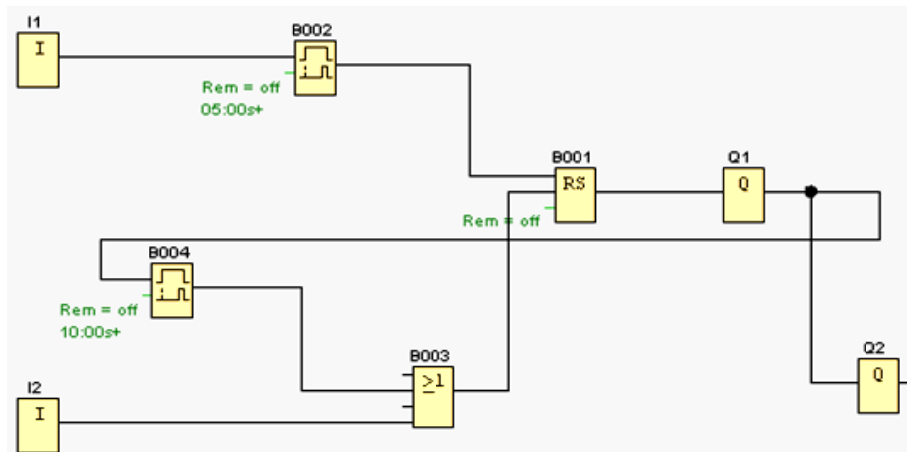 I1
I
B002
Rem = off
05:00s+
B001
RS
Rem = off
Q1
Q
B004
Rem = off
10:00s+
B003
≥1
I2
I
Q2
Q